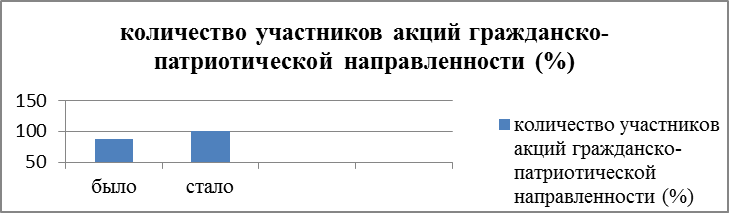 количество участников акций гражданско-
патриотической направленности (%)
150
100
50
было стало
количество участников
акций гражданско-
патриотической
направленности (%)